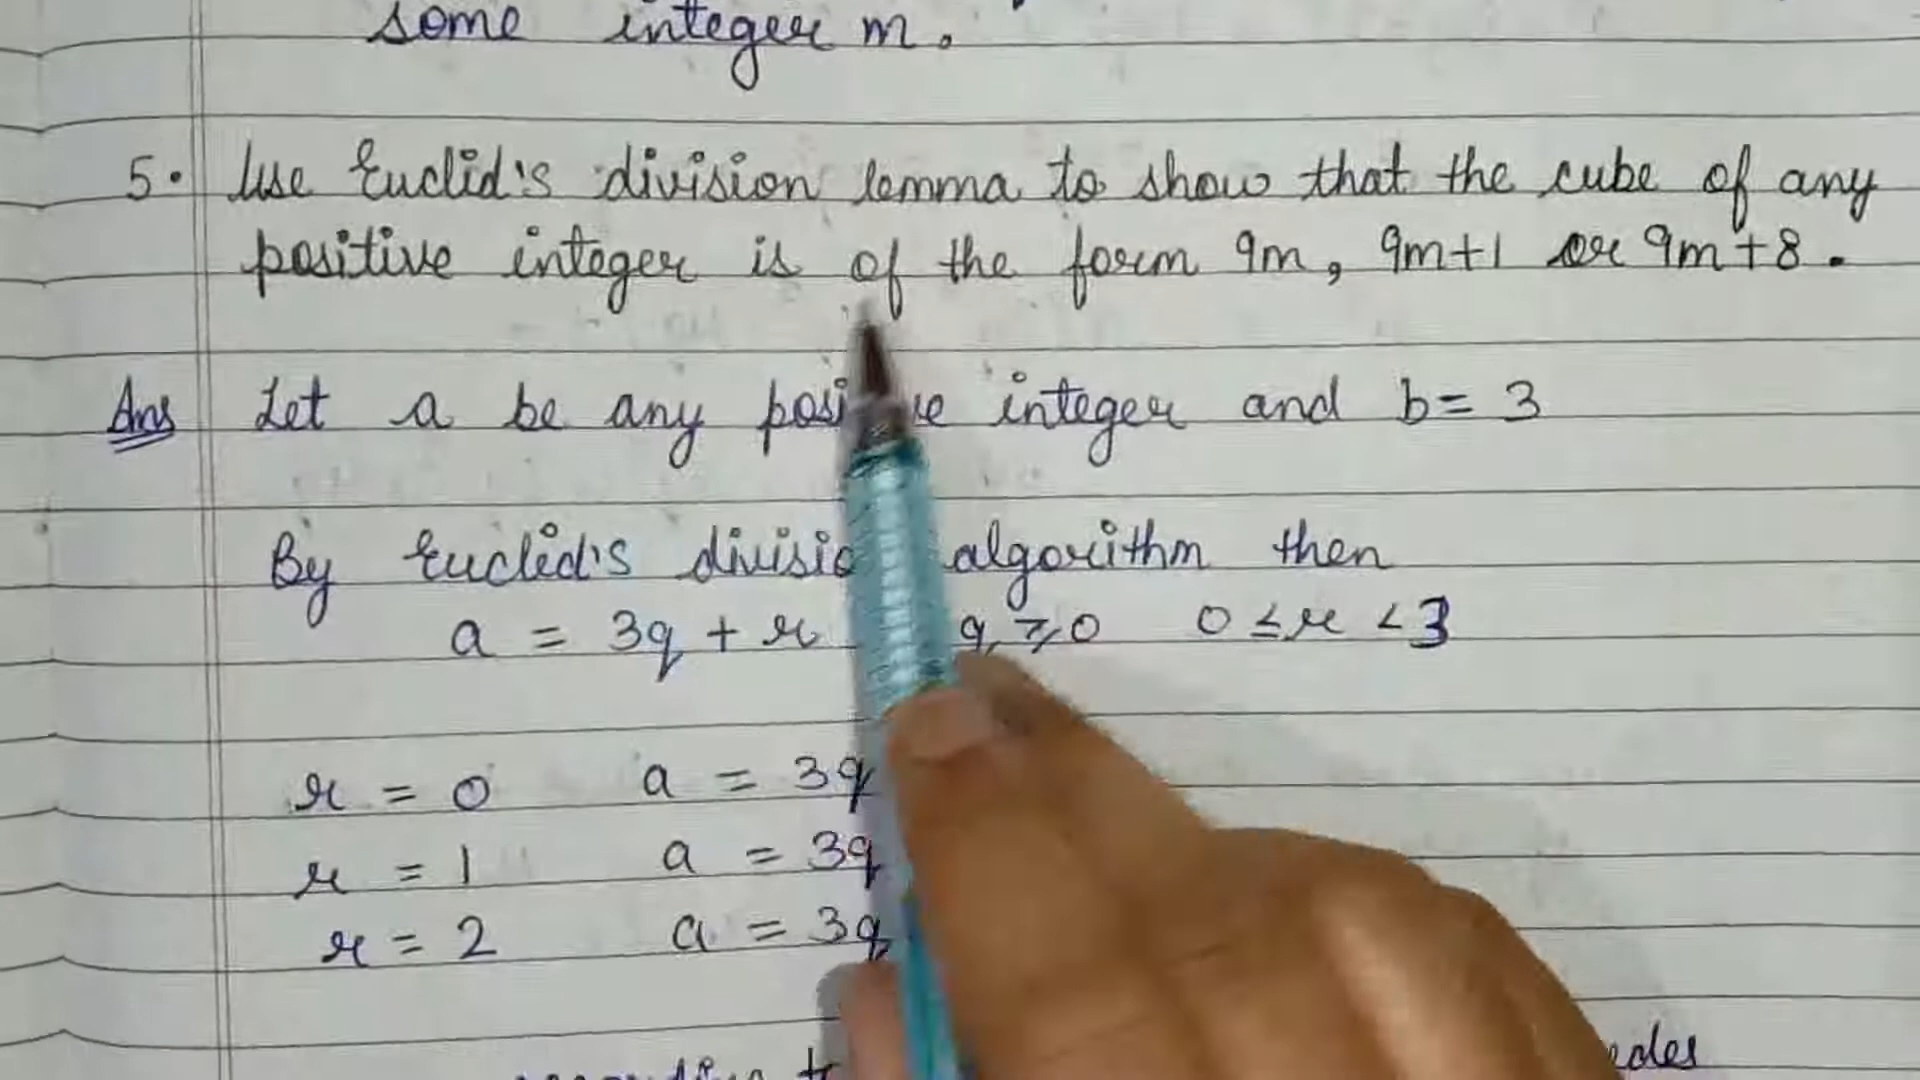 some integer m.
5. Use Euclid's division lemma to show that the cube of any
positive integer is of the form 9m, 9m+1 or 9m+8.
Ans Let a be any integer and b = 3
By Euclid's algorithm then
a = 3q + r q ≥ 0 0 ≤ r < 3
r = 0 a = 3q
r = 1 a = 3q
r = 2 a = 3q